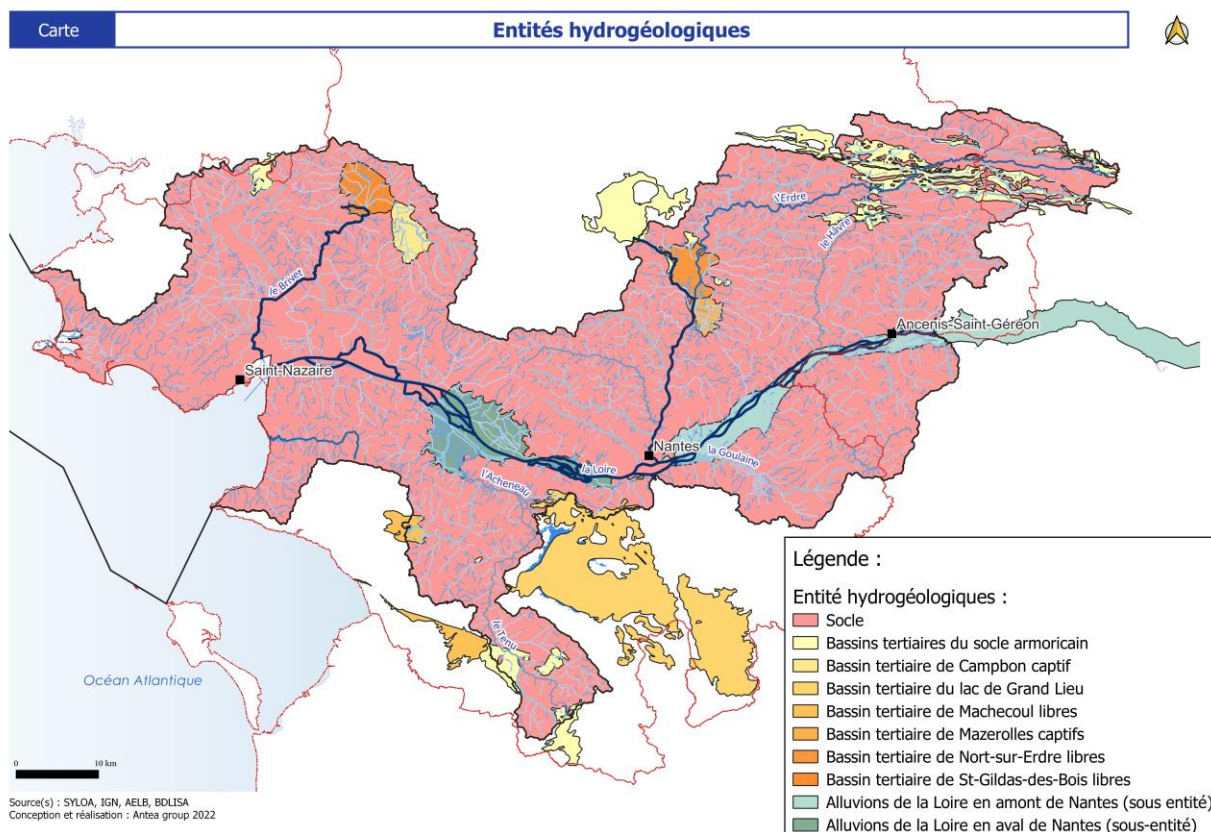 Carte
Entités hydrogéologiques
l'Erdre
le Hâvre
le Brivet
Ancenis-Saint-Géréon
Saint-Nazaire
Nantes
la Goulaine
la Loire
l'Acheneau
le Tenu
Océan Atlantique
0 10 km
Légende :
Entité hydrogéologiques :
Socle
Bassins tertiaires du socle armoricain
Bassin tertiaire de Campbon captif
Bassin tertiaire du lac de Grand Lieu
Bassin tertiaire de Machecoul libres
Bassin tertiaire de Mazerolles captifs
Bassin tertiaire de Nort-sur-Erdre libres
Bassin tertiaire de St-Gildas-des-Bois libres
Alluvions de la Loire en amont de Nantes (sous entité)
Alluvions de la Loire en aval de Nantes (sous-entité)
Source(s) : SYLOA, IGN, AELB, BDLISA
Conception et réalisation : Antea group 2022